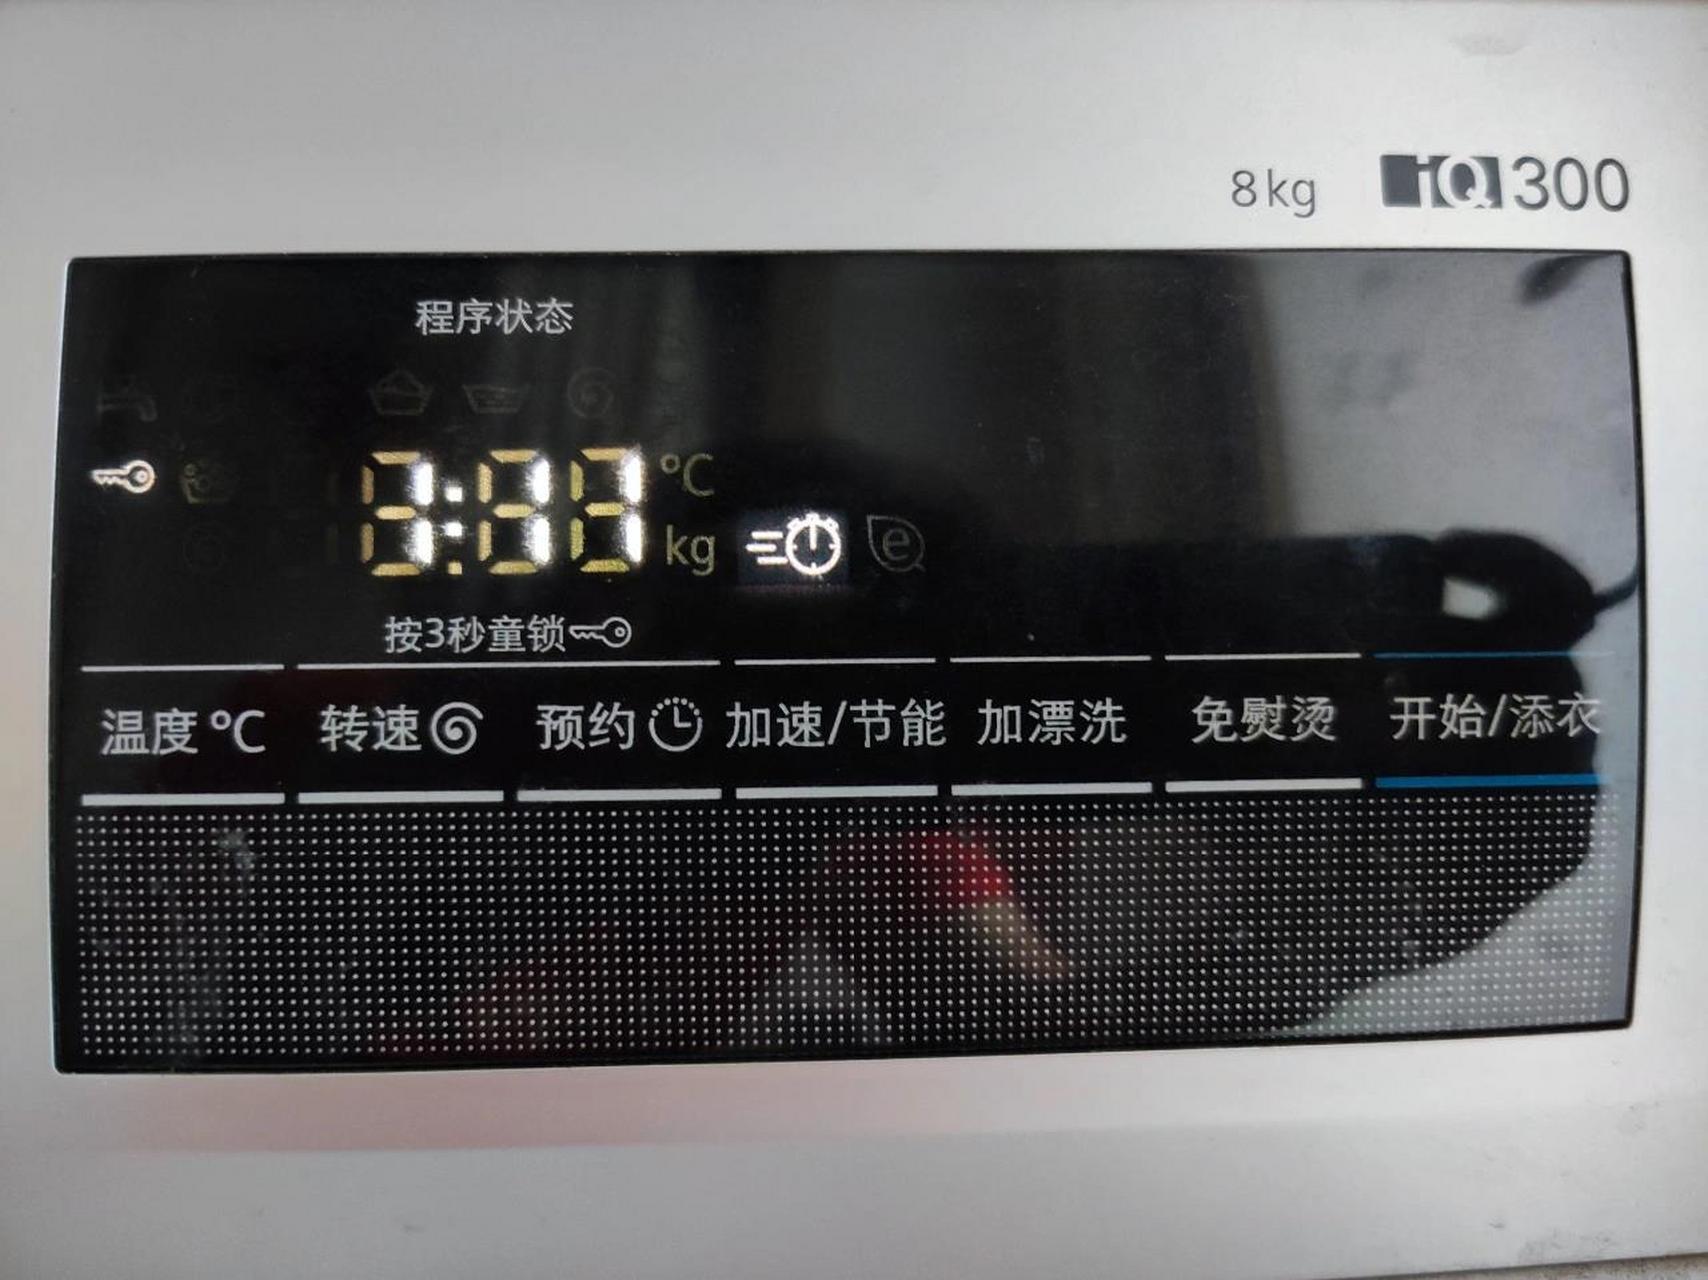 8kg iQ300
程序状态
°C
kg
e
按3秒童锁
温度 °C 转速 预约 加速/节能 加漂洗 免熨烫 开始/添衣